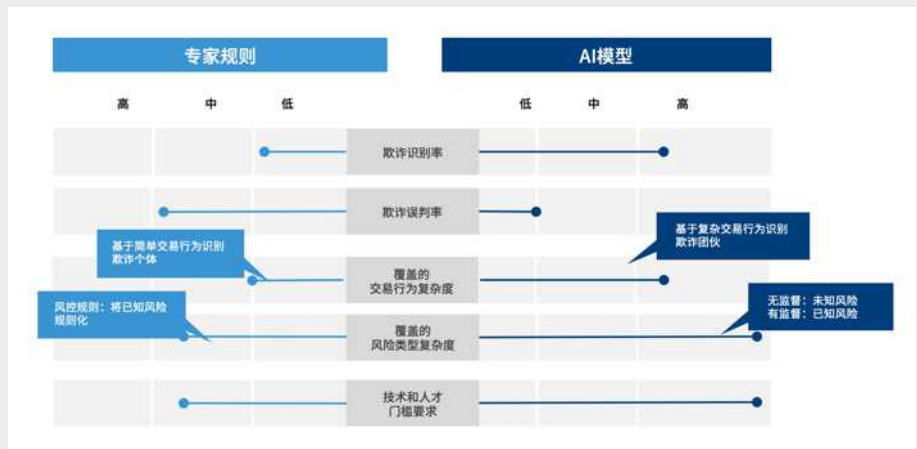 专家规则
AI模型
高 中 低
低 中 高
欺诈识别率
欺诈误判率
基于简单交易行为识别
欺诈个体
基于复杂交易行为识别
欺诈团伙
覆盖的
交易行为复杂度
风控规则：将已知风险
规则化
无监督：未知风险
有监督：已知风险
覆盖的
风险类型复杂度
技术和人才
门槛要求